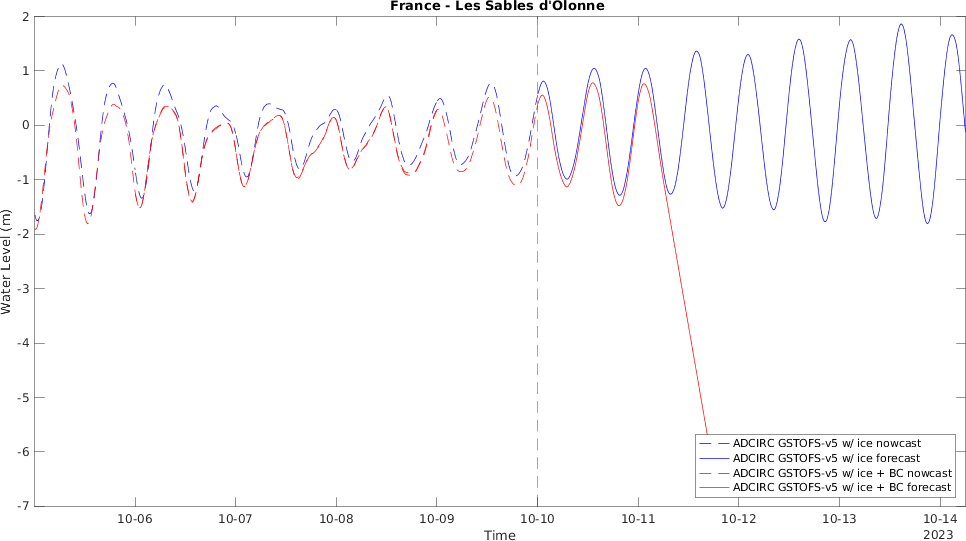 France - Les Sables d'Olonne
2
1
0
-1
-2
-3
-4
-5
-6
-7
Water Level (m)
10-06 10-07 10-08 10-09 10-10 10-11 10-12 10-13 10-14
2023
Time
ADCIRC GSTOFS-v5 w/ ice nowcast
ADCIRC GSTOFS-v5 w/ ice forecast
ADCIRC GSTOFS-v5 w/ ice + BC nowcast
ADCIRC GSTOFS-v5 w/ ice + BC forecast